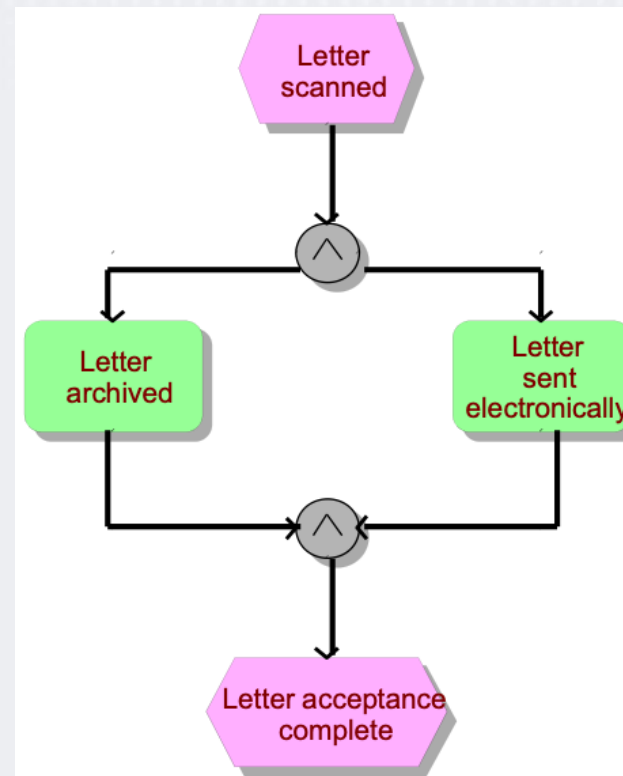 Letter
scanned
Letter
archived
Letter
sent
electronically
Letter acceptance
complete